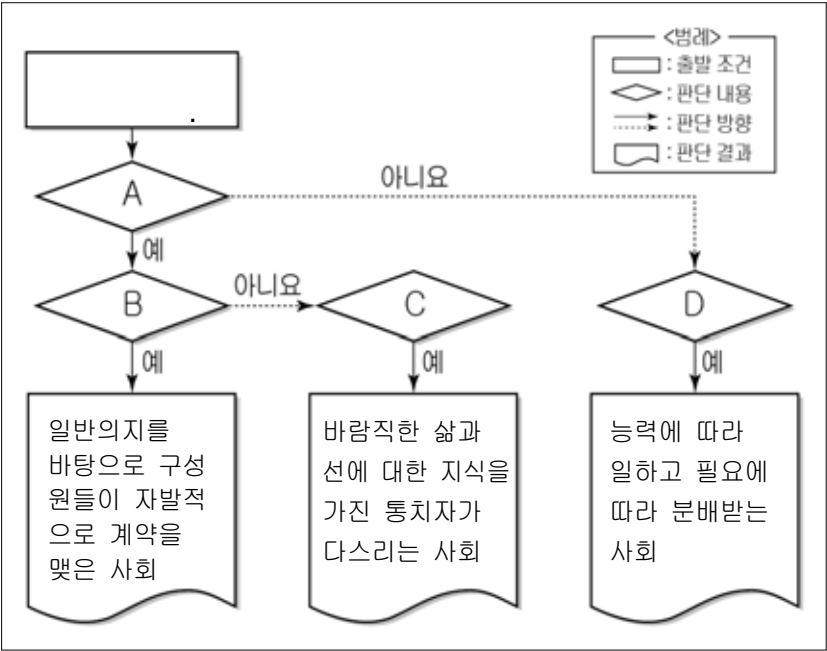 <범례>
: 출발 조건
: 판단 내용
: 판단 방향
: 판단 결과
.
A
아니요
예
B
아니요
C
D
예
예
예
일반의지를
바탕으로 구성
원들이 자발적
으로 계약을
맺은 사회
바람직한 삶과
선에 대한 지식을
가진 통치자가
다스리는 사회
능력에 따라
일하고 필요에
따라 분배받는
사회